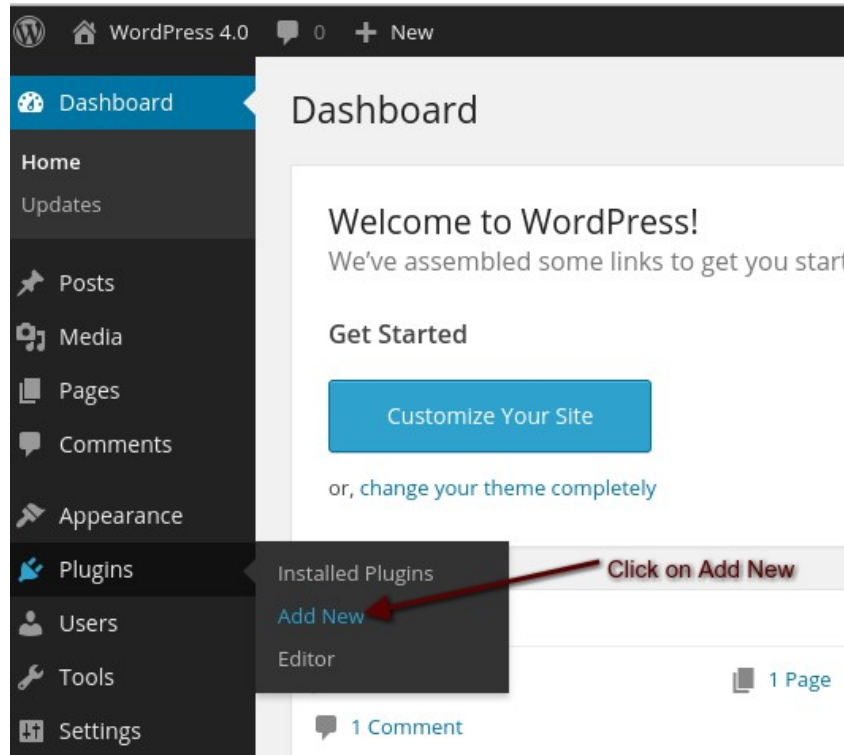 WordPress 4.0 0 New
Dashboard
Home
Updates
Posts
Media
Pages
Comments
Appearance
Plugins
Users
Tools
Settings
Installed Plugins
Add New
Editor
Dashboard
Welcome to WordPress!
We've assembled some links to get you start
Get Started
Customize Your Site
or, change your theme completely
Click on Add New
1 Page
1 Comment